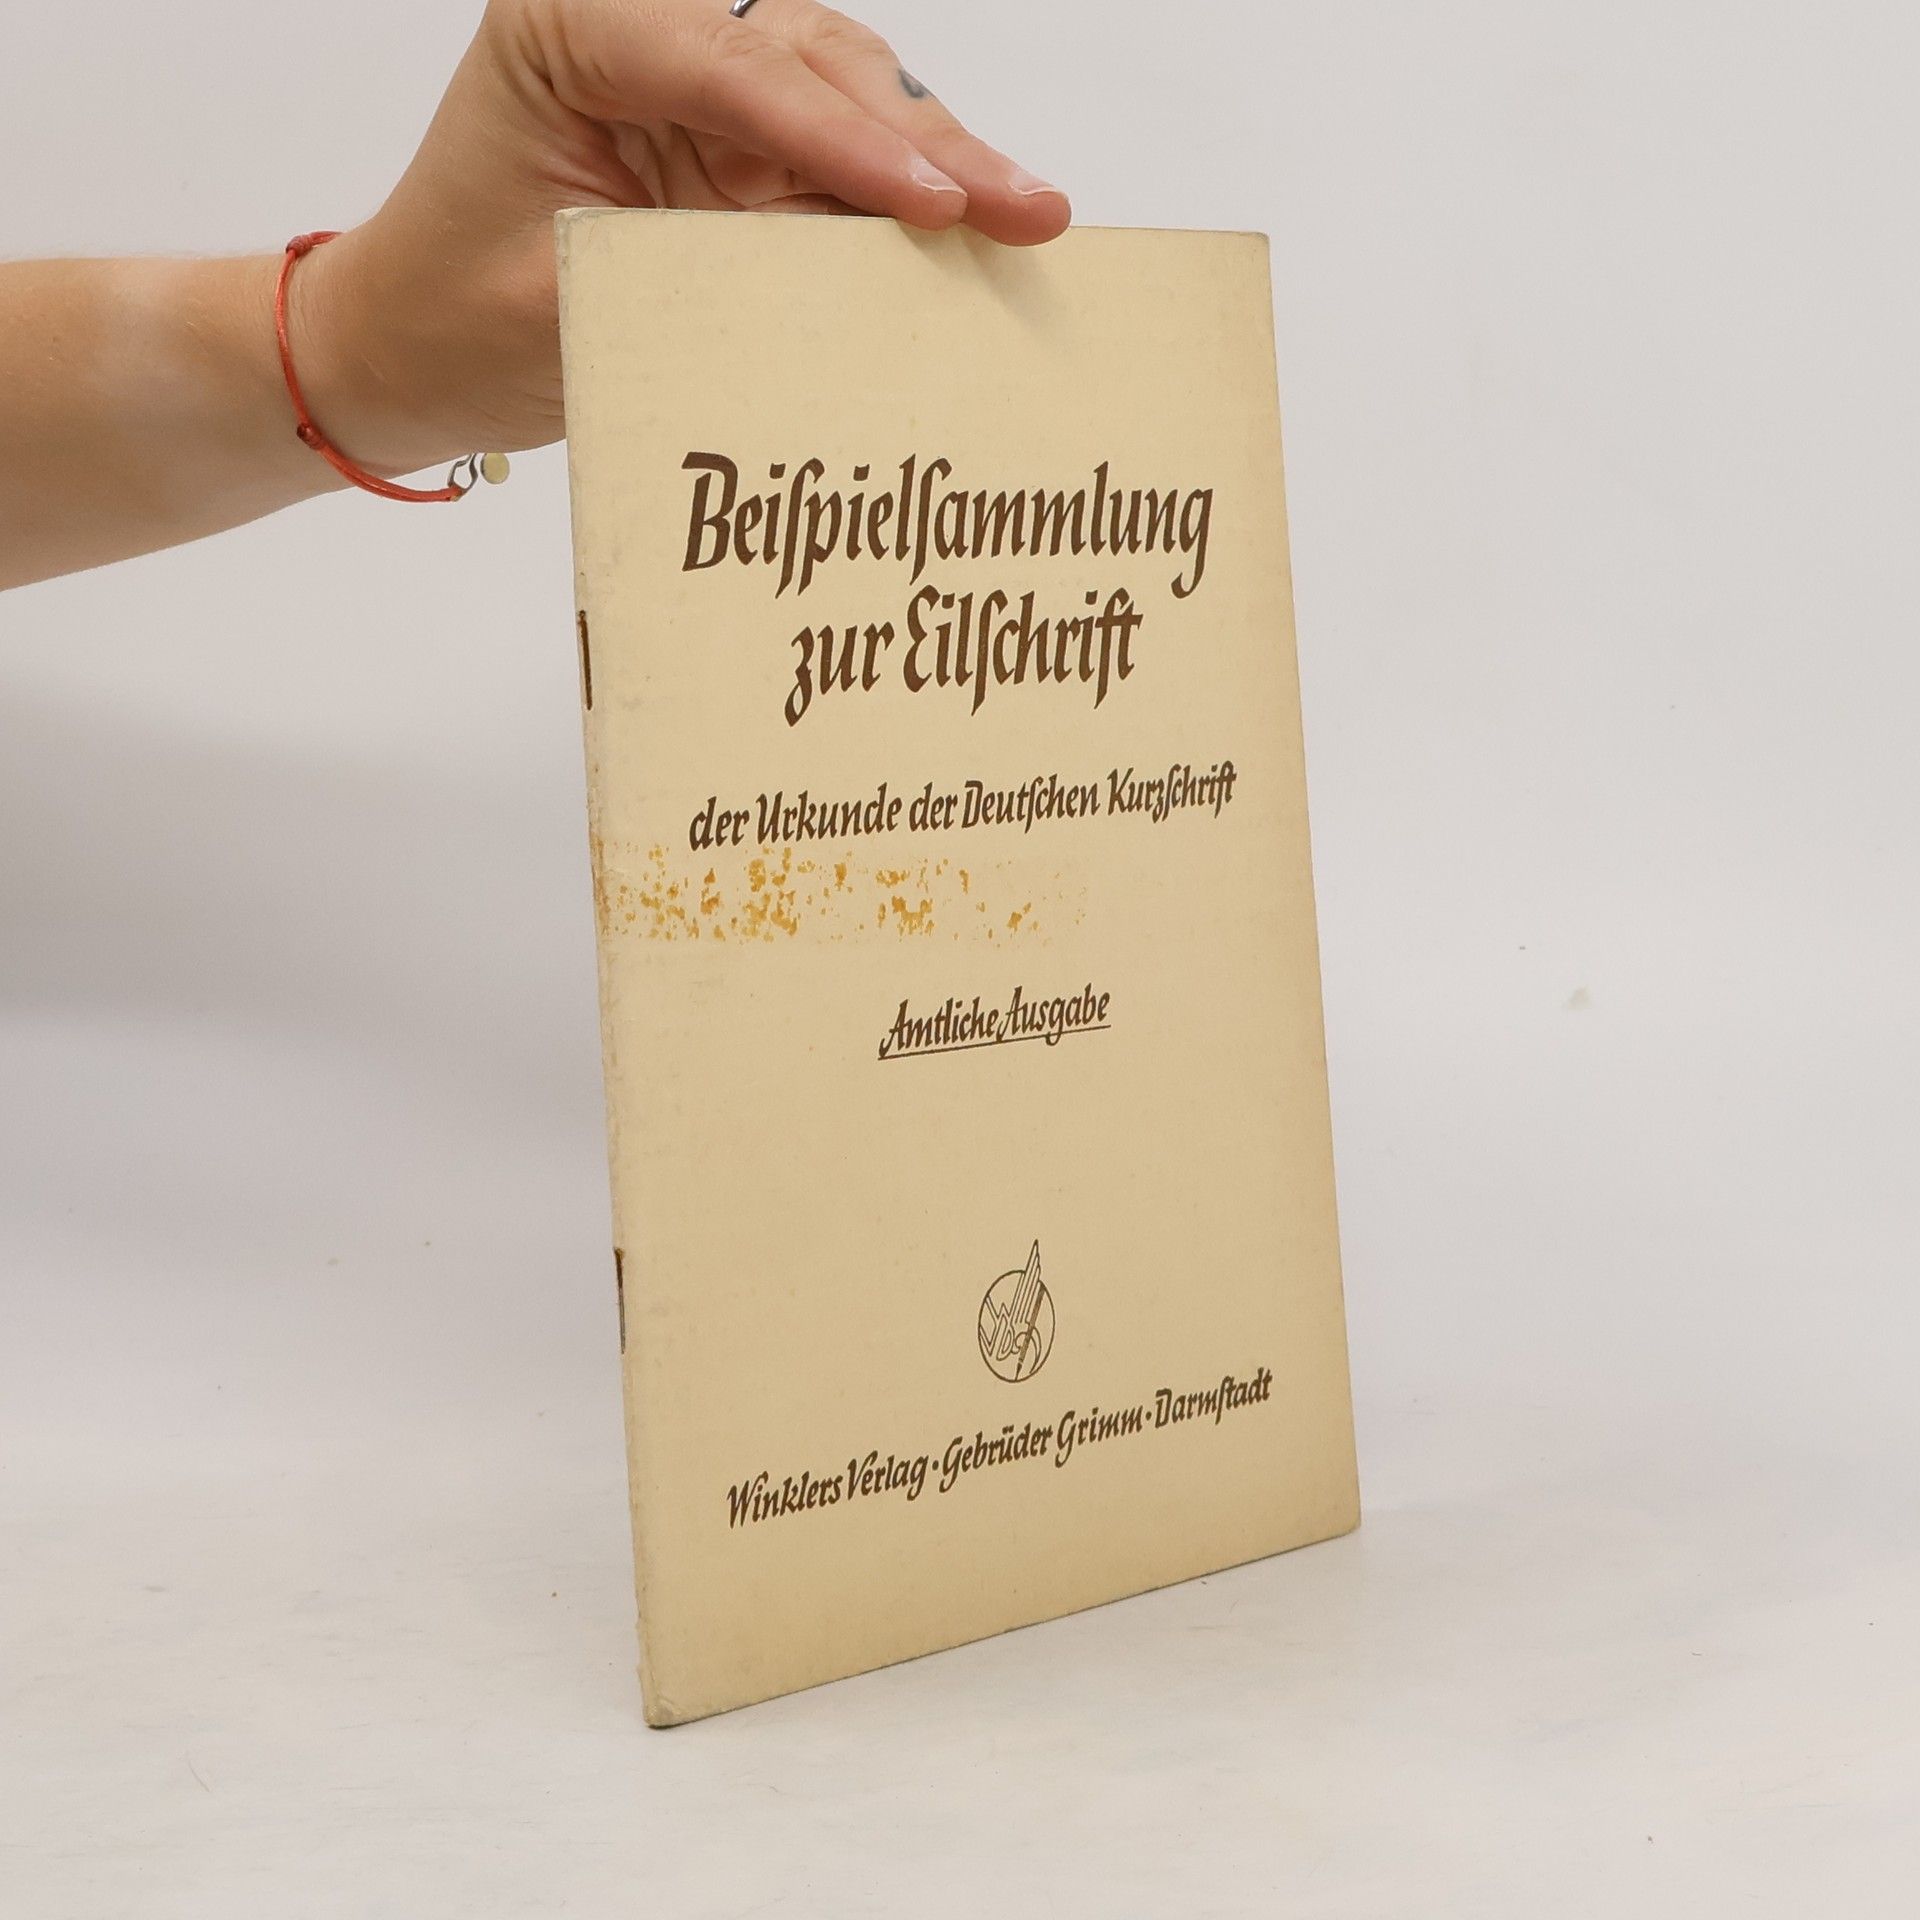 Beiſpielſammlung
zur Eilſchrift
der Urkunde der Deutſchen Kurzſchrift
Amtliche Ausgabe
Winklers Verlag · Gebrüder Grimm · Darmſtadt